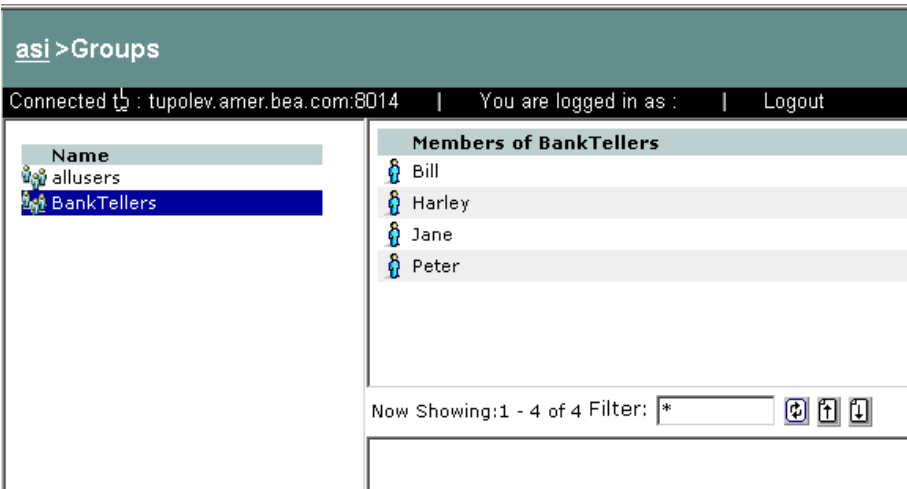 asi >Groups
Connected to : tupolev.amer.bea.com:8014 | You are logged in as : | Logout
Name
allusers
BankTellers
Members of BankTellers
Bill
Harley
Jane
Peter
Now Showing:1 - 4 of 4 Filter: *